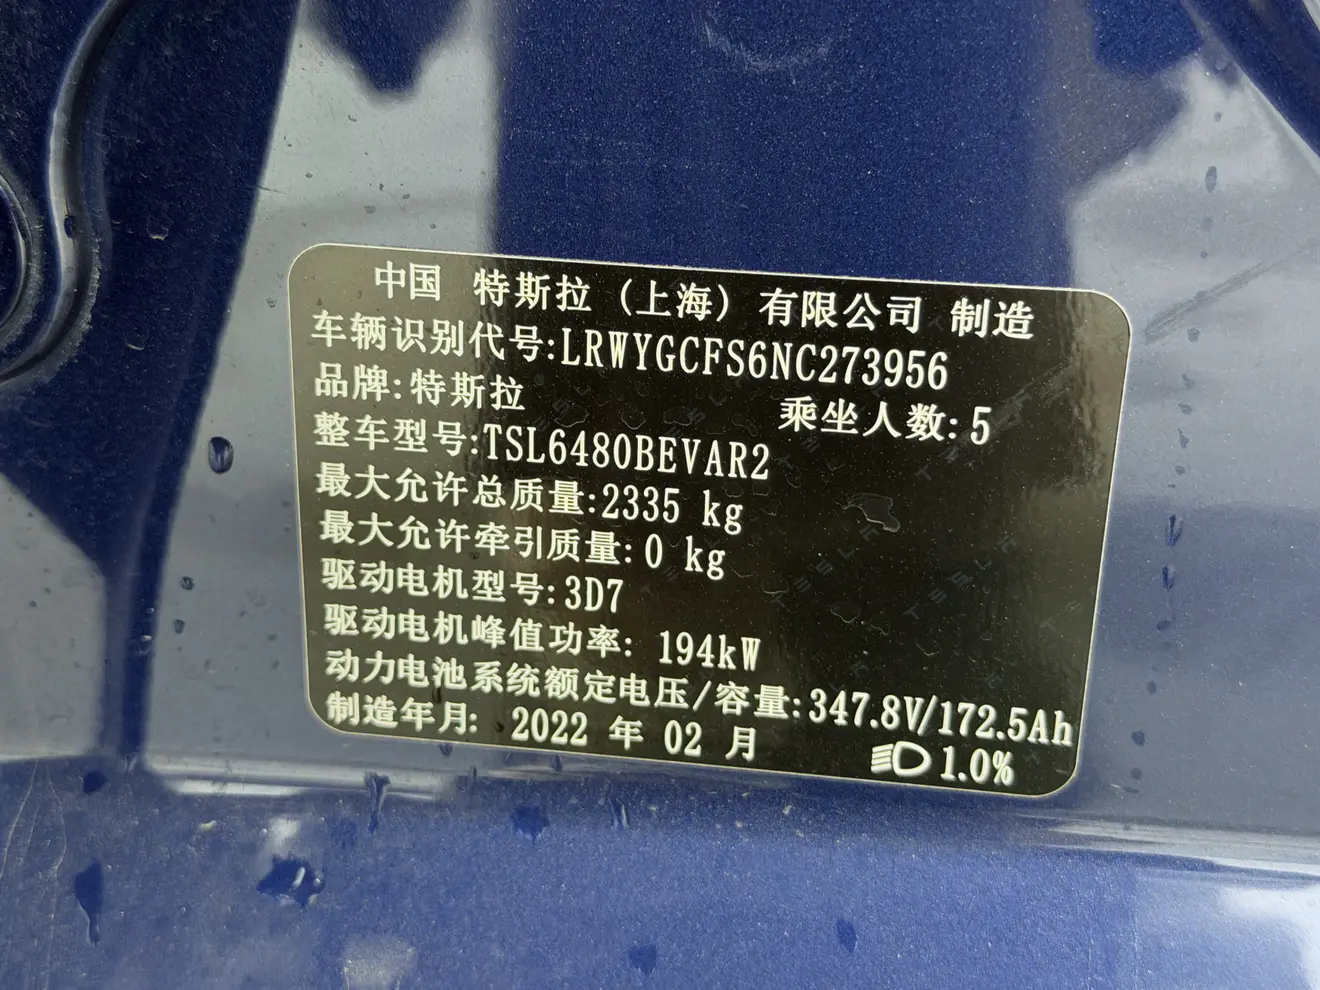 中国 特斯拉 (上海) 有限公司 制造
车辆识别代号:LRWYGCFS6NC273956
品牌:特斯拉 乘坐人数:5
整车型号:TSL6480BEVAR2
最大允许总质量:2335 kg
最大允许牵引质量:0 kg
驱动电机型号:3D7
驱动电机峰值功率: 194kW
动力电池系统额定电压/容量:347.8V/172.5Ah
制造年月: 2022 年 02 月 1.0%